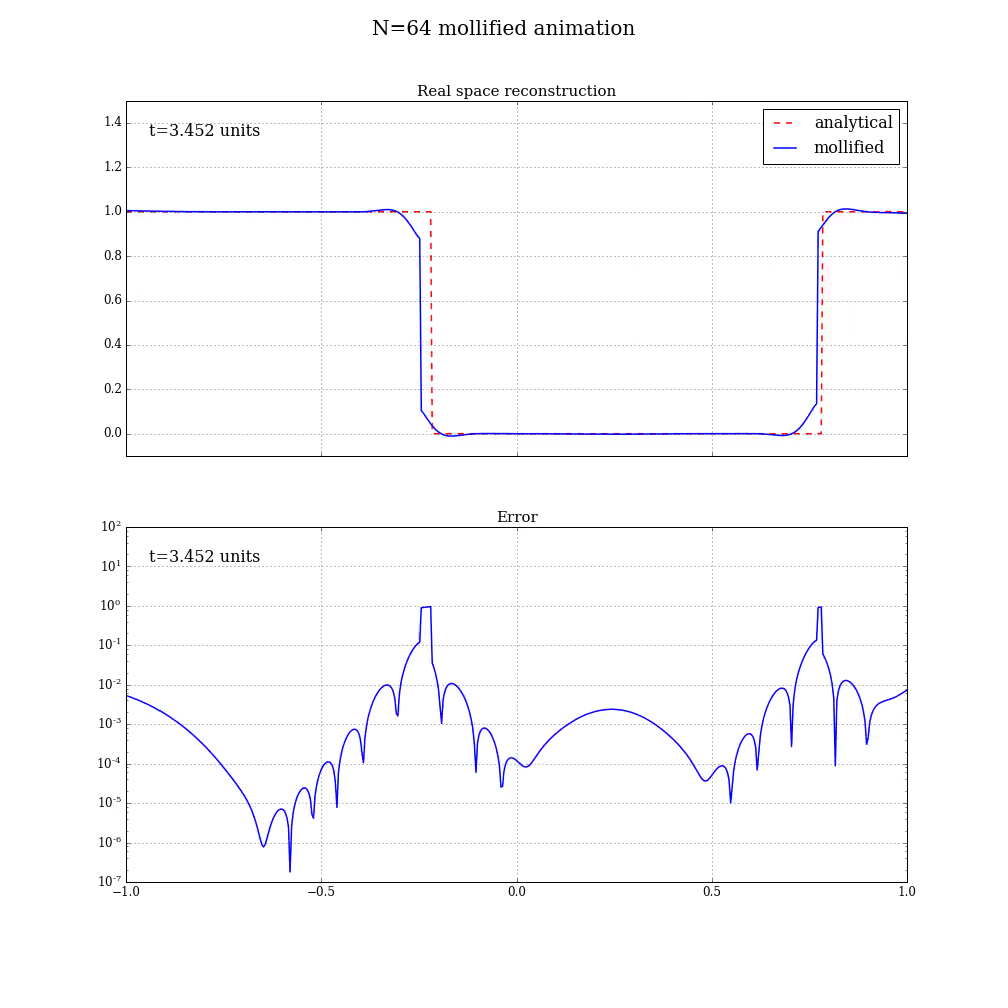 N=64 mollified animation
Real space reconstruction
t=3.452 units
analytical
mollified
1.4
1.2
1.0
0.8
0.6
0.4
0.2
0.0
Error
t=3.452 units
10²
10¹
10⁰
10⁻¹
10⁻²
10⁻³
10⁻⁴
10⁻⁵
10⁻⁶
10⁻⁷
−1.0 −0.5 0.0 0.5 1.0